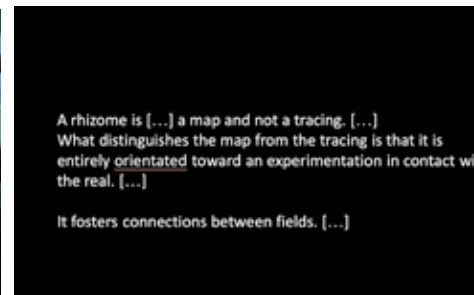 A rhizome is [...] a map and not a tracing. [...]
What distinguishes the map from the tracing is that it is
entirely orientated toward an experimentation in contact wi
the real. [...]
It fosters connections between fields. [...]